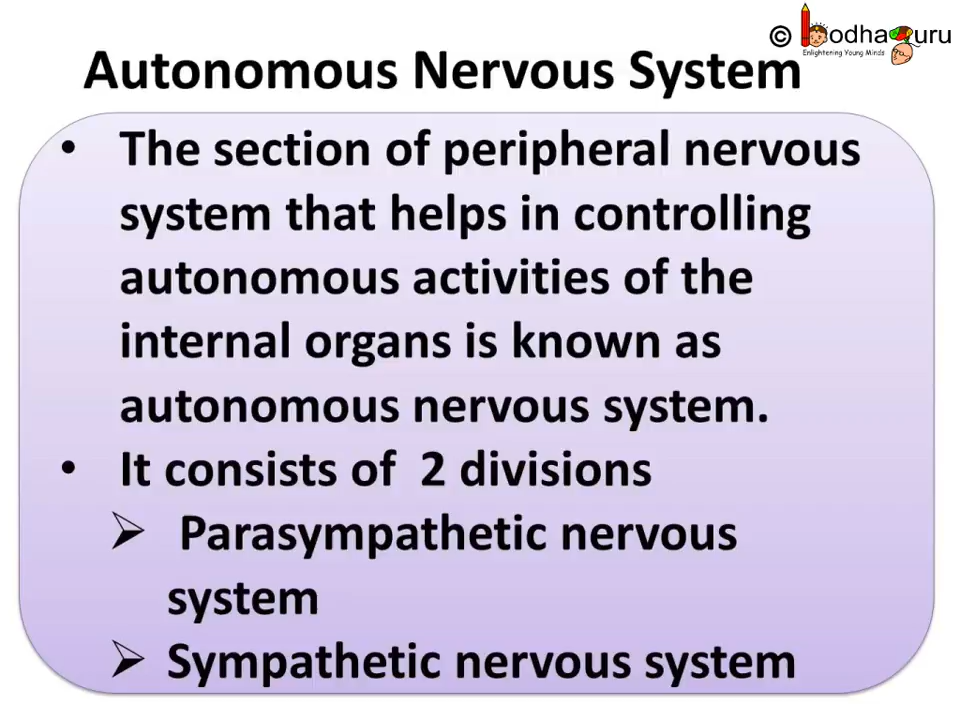 © BodhaGuru
Enlightening Young Minds
Autonomous Nervous System
• The section of peripheral nervous
system that helps in controlling
autonomous activities of the
internal organs is known as
autonomous nervous system.
• It consists of 2 divisions
➢ Parasympathetic nervous
system
➢ Sympathetic nervous system